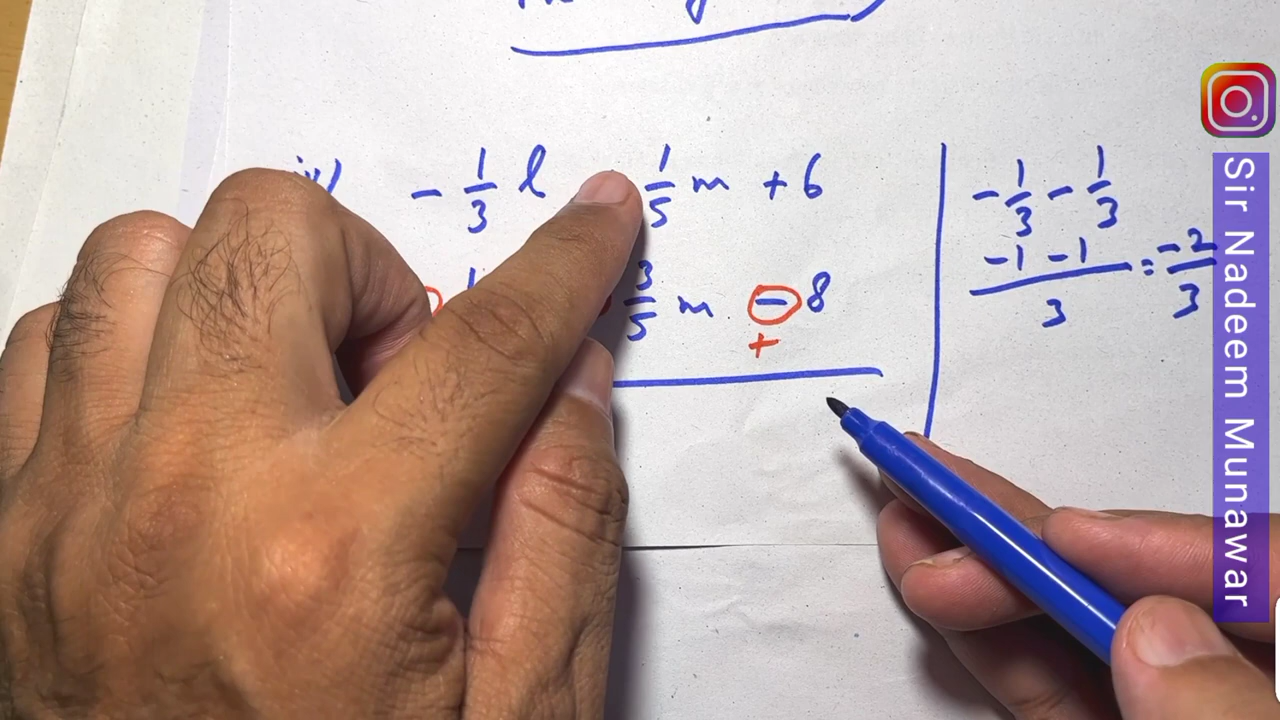 iv) - 1/3 l 1/5 m + 6
3/5 m - 8
+
- 1/3 - 1/3
-1 -1 / 3 = -2/3
Sir Nadeem Munawar